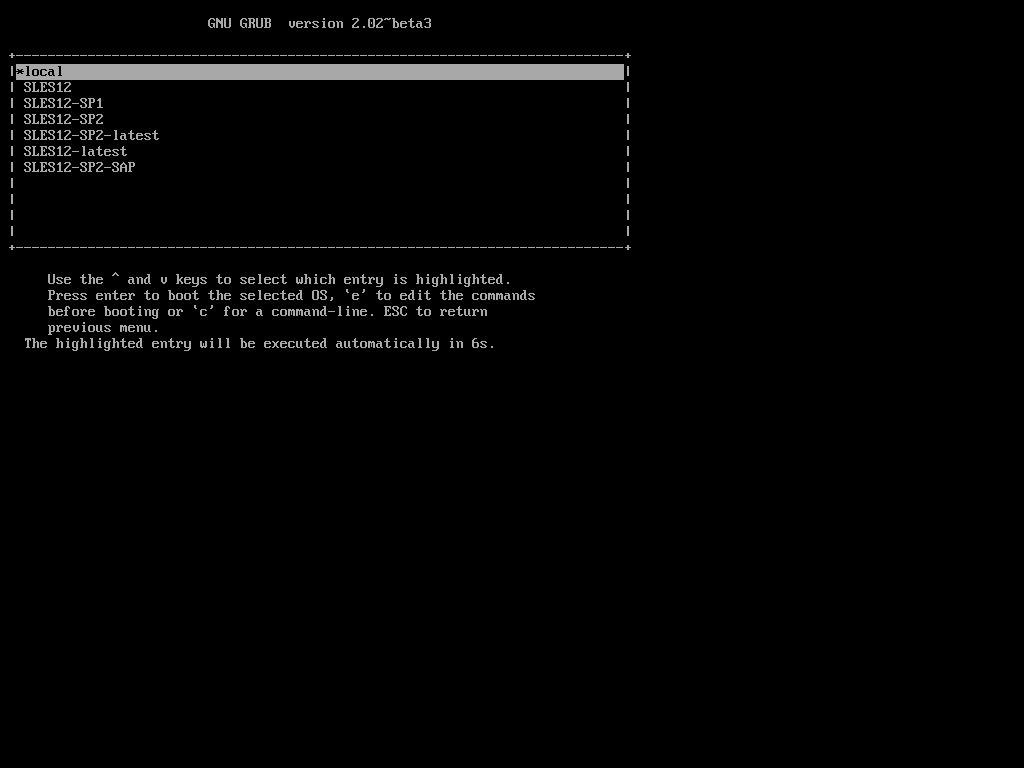 GNU GRUB  version 2.02~beta3
*local
SLES12
SLES12-SP1
SLES12-SP2
SLES12-SP2-latest
SLES12-latest
SLES12-SP2-SAP
Use the ^ and v keys to select which entry is highlighted.
Press enter to boot the selected OS, `e' to edit the commands
before booting or `c' for a command-line. ESC to return
previous menu.
The highlighted entry will be executed automatically in 6s.